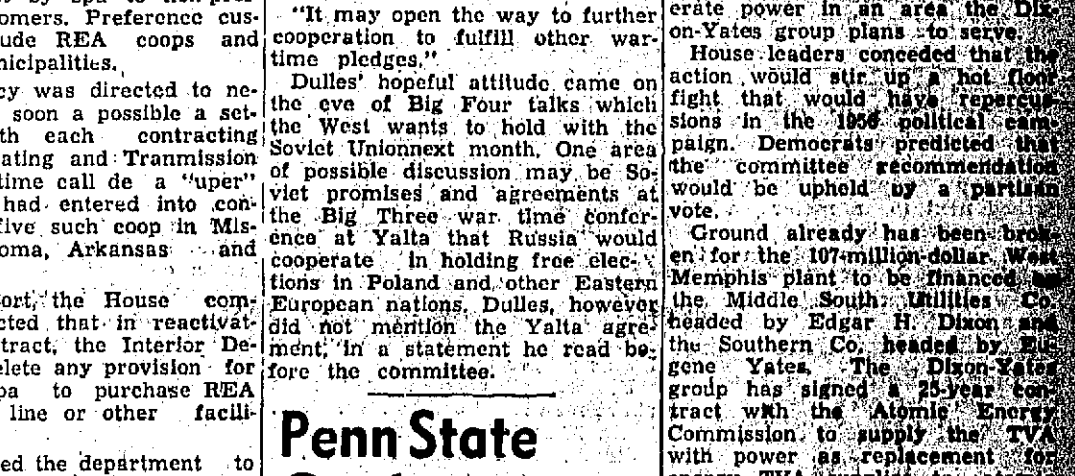 omers. Preference cus-
ude REA coops and
nicipalities.
cy was directed to ne-
soon a possible a set-
th each contracting
ating and Tranmission
time call de a "uper"
had entered into con-
five such coop in Mis-
oma, Arkansas and
ort, the House com-
cted that in reactivat-
tract, the Interior De-
elete any provision for
pa to purchase REA
line or other facili-
ed the department to
"It may open the way to further
cooperation to fulfill other war-
time pledges."
Dulles' hopeful attitude came on
the eve of Big Four talks which
the West wants to hold with the
Soviet Unionnext month. One area
of possible discussion may be So-
viet promises and agreements at
the Big Three war time confer-
ence at Yalta that Russia would
cooperate in holding free elec-
tions in Poland and other Eastern
European nations. Dulles, however
did not mention the Yalta agre-
ment, in a statement he read be-
fore the committee.
Penn State
erate power in an area the Dix-
on-Yates group plans to serve.
House leaders conceded that the
action would stir up a hot floor
fight that would have repercus-
sions in the 1956 political cam-
paign. Democrats predicted that
the committee recommendation
would be upheld by a partisan
vote.
Ground already has been brok-
en for the 107-million-dollar West
Memphis plant to be financed
the Middle South Utilities Co.
headed by Edgar H. Dixon and
the Southern Co. headed by Eu-
gene Yates. The Dixon-Yates
group has signed a 25-year con-
tract with the Atomic Energy
Commission to supply the TVA
with power as replacement for